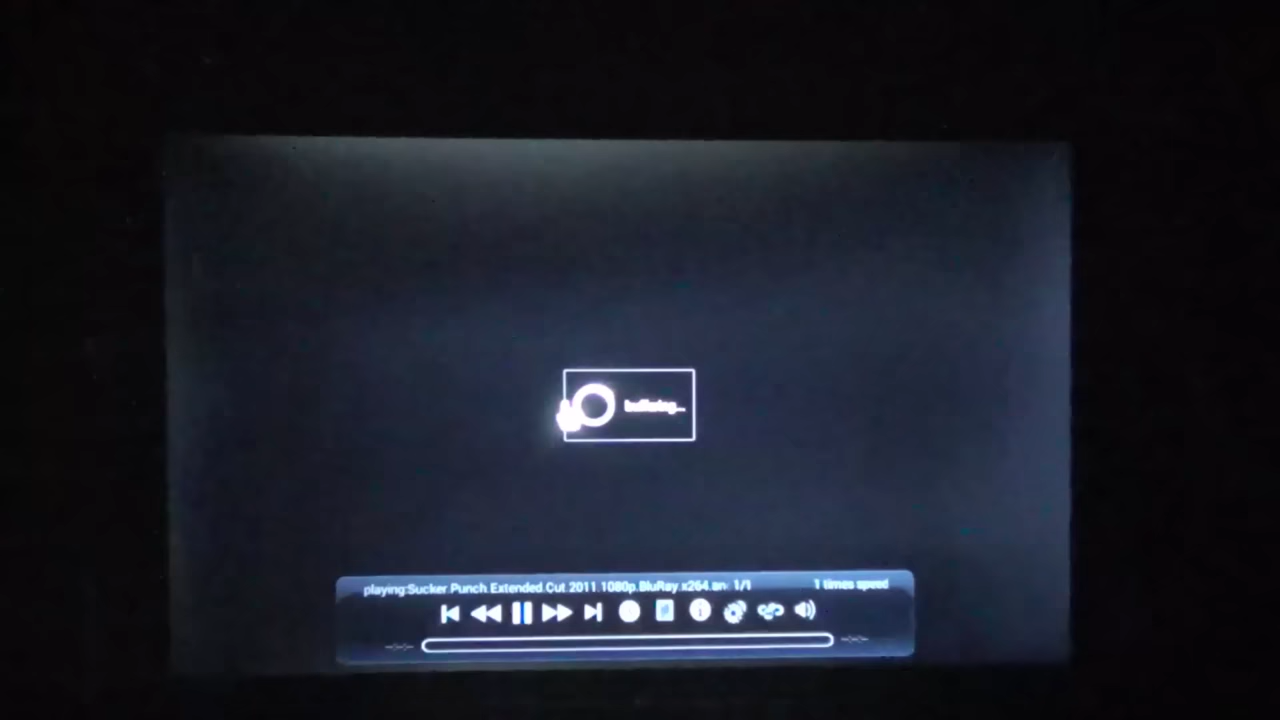 buffering...
playing:Sucker.Punch.Extended.Cut.2011.1080p.BluRay.x264.an 1/1
1 times speed
--:--:--
--:--:--